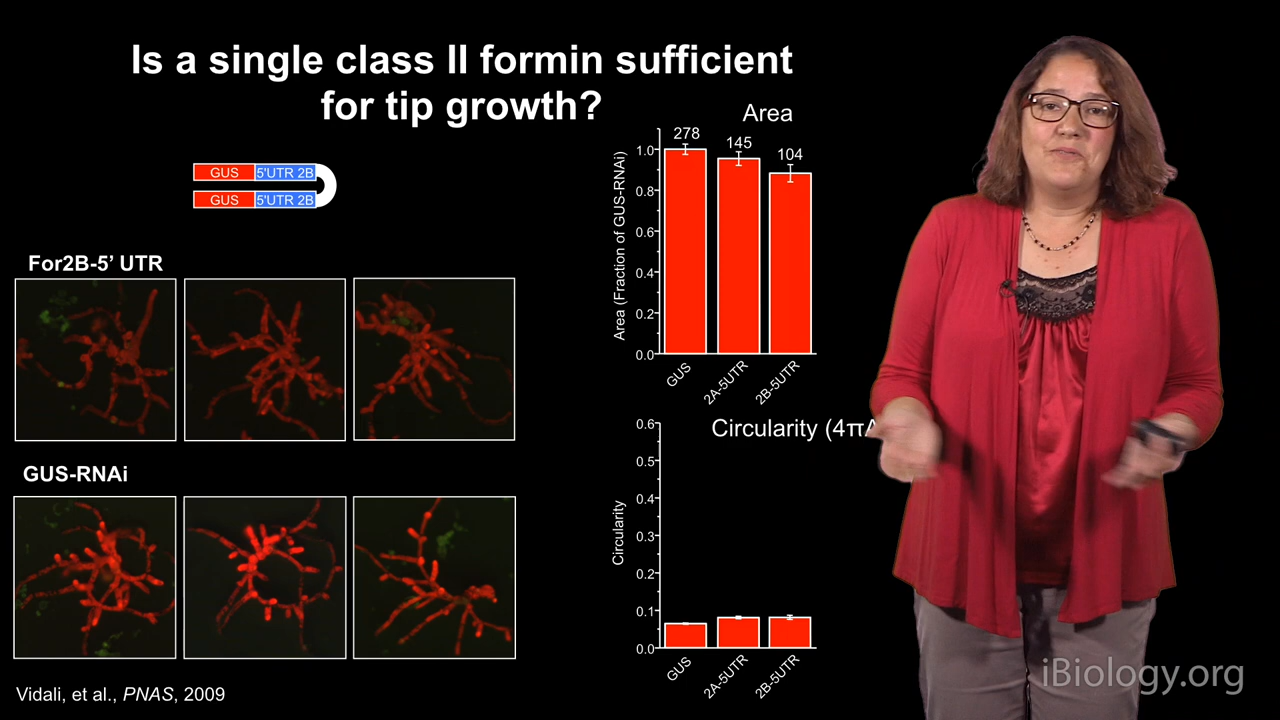 Is a single class II formin sufficient
for tip growth?
GUS 5'UTR 2B
GUS 5'UTR 2B
For2B-5’ UTR
GUS-RNAi
Vidali, et al., PNAS, 2009
Area
278
145
104
Area (Fraction of GUS-RNAi)
1.0
0.8
0.6
0.4
0.2
0.0
GUS
2A-5UTR
2B-5UTR
Circularity (4πA
Circularity
0.6
0.5
0.4
0.3
0.2
0.1
0.0
GUS
2A-5UTR
2B-5UTR
iBiology.org